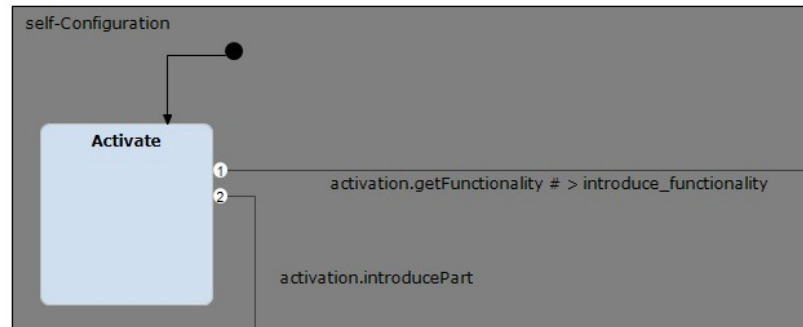 self-Configuration
Activate
1
activation.getFunctionality # > introduce_functionality
2
activation.introducePart